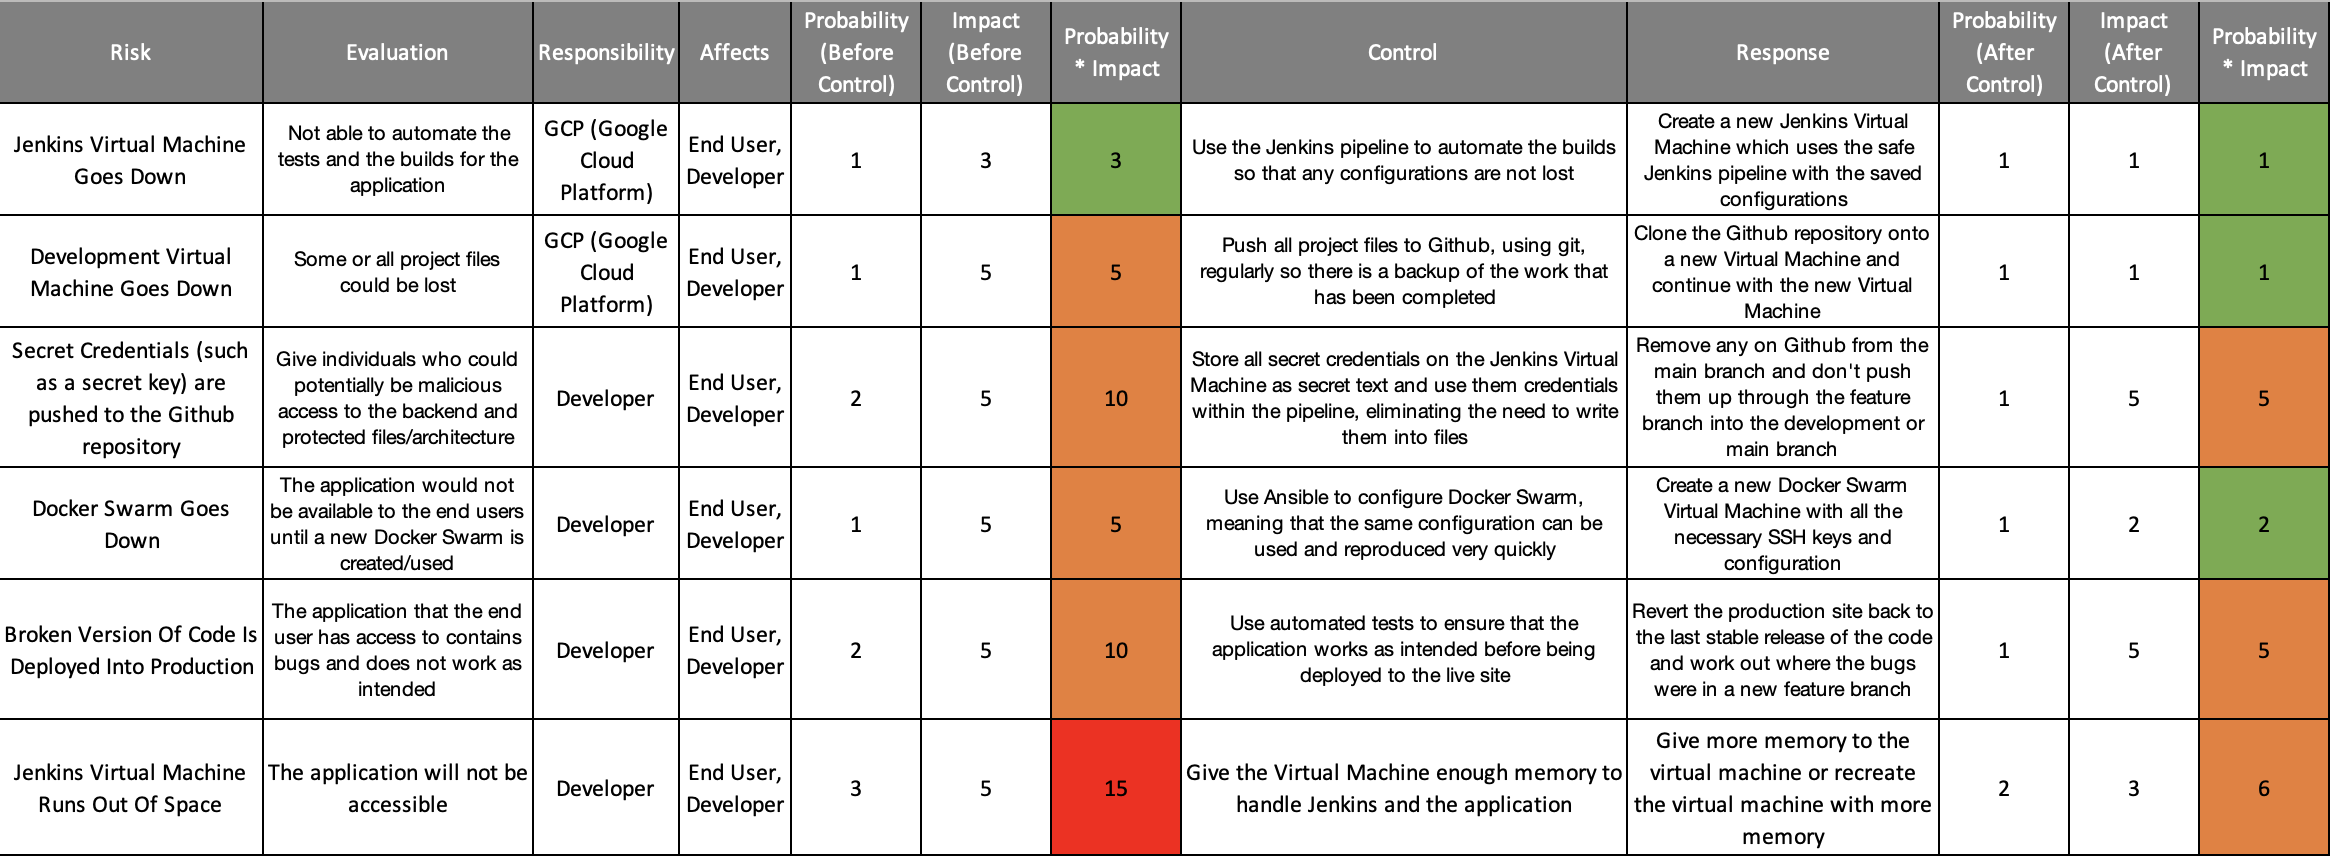 Risk
Evaluation
Responsibility
Affects
Probability
(Before
Control)
Impact
(Before
Control)
Probability
* Impact
Control
Response
Probability
(After
Control)
Impact
(After
Control)
Probability
* Impact
Jenkins Virtual Machine
Goes Down
Not able to automate the
tests and the builds for the
application
GCP (Google
Cloud
Platform)
End User,
Developer
1
3
3
Use the Jenkins pipeline to automate the builds
so that any configurations are not lost
Create a new Jenkins Virtual
Machine which uses the safe
Jenkins pipeline with the saved
configurations
1
1
1
Development Virtual
Machine Goes Down
Some or all project files
could be lost
GCP (Google
Cloud
Platform)
End User,
Developer
1
5
5
Push all project files to Github, using git,
regularly so there is a backup of the work that
has been completed
Clone the Github repository onto
a new Virtual Machine and
continue with the new Virtual
Machine
1
1
1
Secret Credentials (such
as a secret key) are
pushed to the Github
repository
Give individuals who could
potentially be malicious
access to the backend and
protected files/architecture
Developer
End User,
Developer
2
5
10
Store all secret credentials on the Jenkins Virtual
Machine as secret text and use them credentials
within the pipeline, eliminating the need to write
them into files
Remove any on Github from the
main branch and don't push
them up through the feature
branch into the development or
main branch
1
5
5
Docker Swarm Goes
Down
The application would not
be available to the end users
until a new Docker Swarm is
created/used
Developer
End User,
Developer
1
5
5
Use Ansible to configure Docker Swarm,
meaning that the same configuration can be
used and reproduced very quickly
Create a new Docker Swarm
Virtual Machine with all the
necessary SSH keys and
configuration
1
2
2
Broken Version Of Code Is
Deployed Into Production
The application that the end
user has access to contains
bugs and does not work as
intended
Developer
End User,
Developer
2
5
10
Use automated tests to ensure that the
application works as intended before being
deployed to the live site
Revert the production site back to
the last stable release of the code
and work out where the bugs
were in a new feature branch
1
5
5
Jenkins Virtual Machine
Runs Out Of Space
The application will not be
accessible
Developer
End User,
Developer
3
5
15
Give the Virtual Machine enough memory to
handle Jenkins and the application
Give more memory to the
virtual machine or recreate
the virtual machine with more
memory
2
3
6